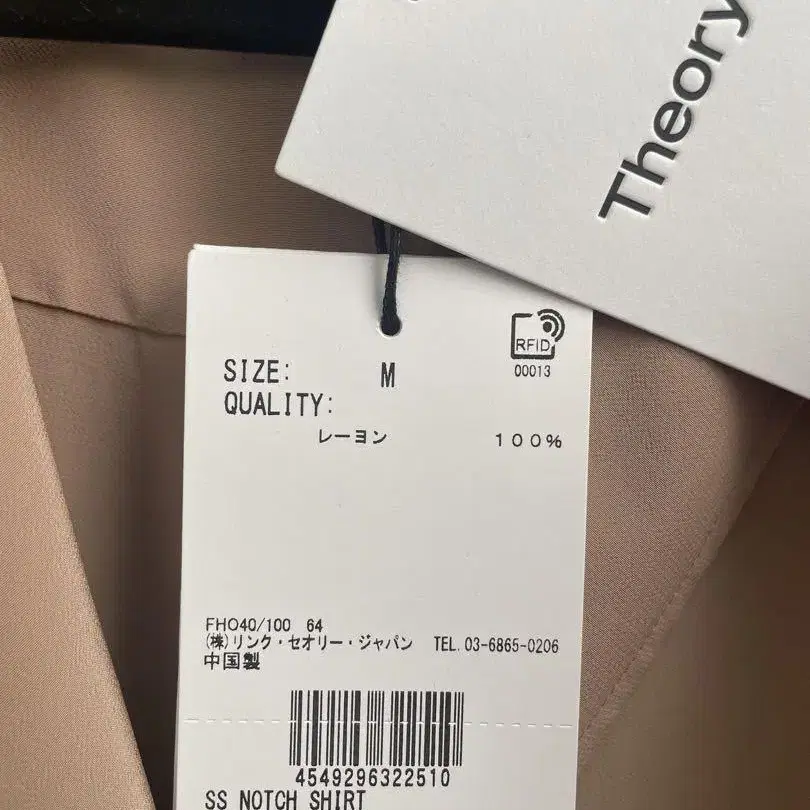 Theory
RFID
00013
SIZE: M
QUALITY:
レーヨン 100%
FHO40/100 64
(株)リンク・セオリー・ジャパン TEL. 03-6865-0206
中国製
4549296322510
SS NOTCH SHIRT